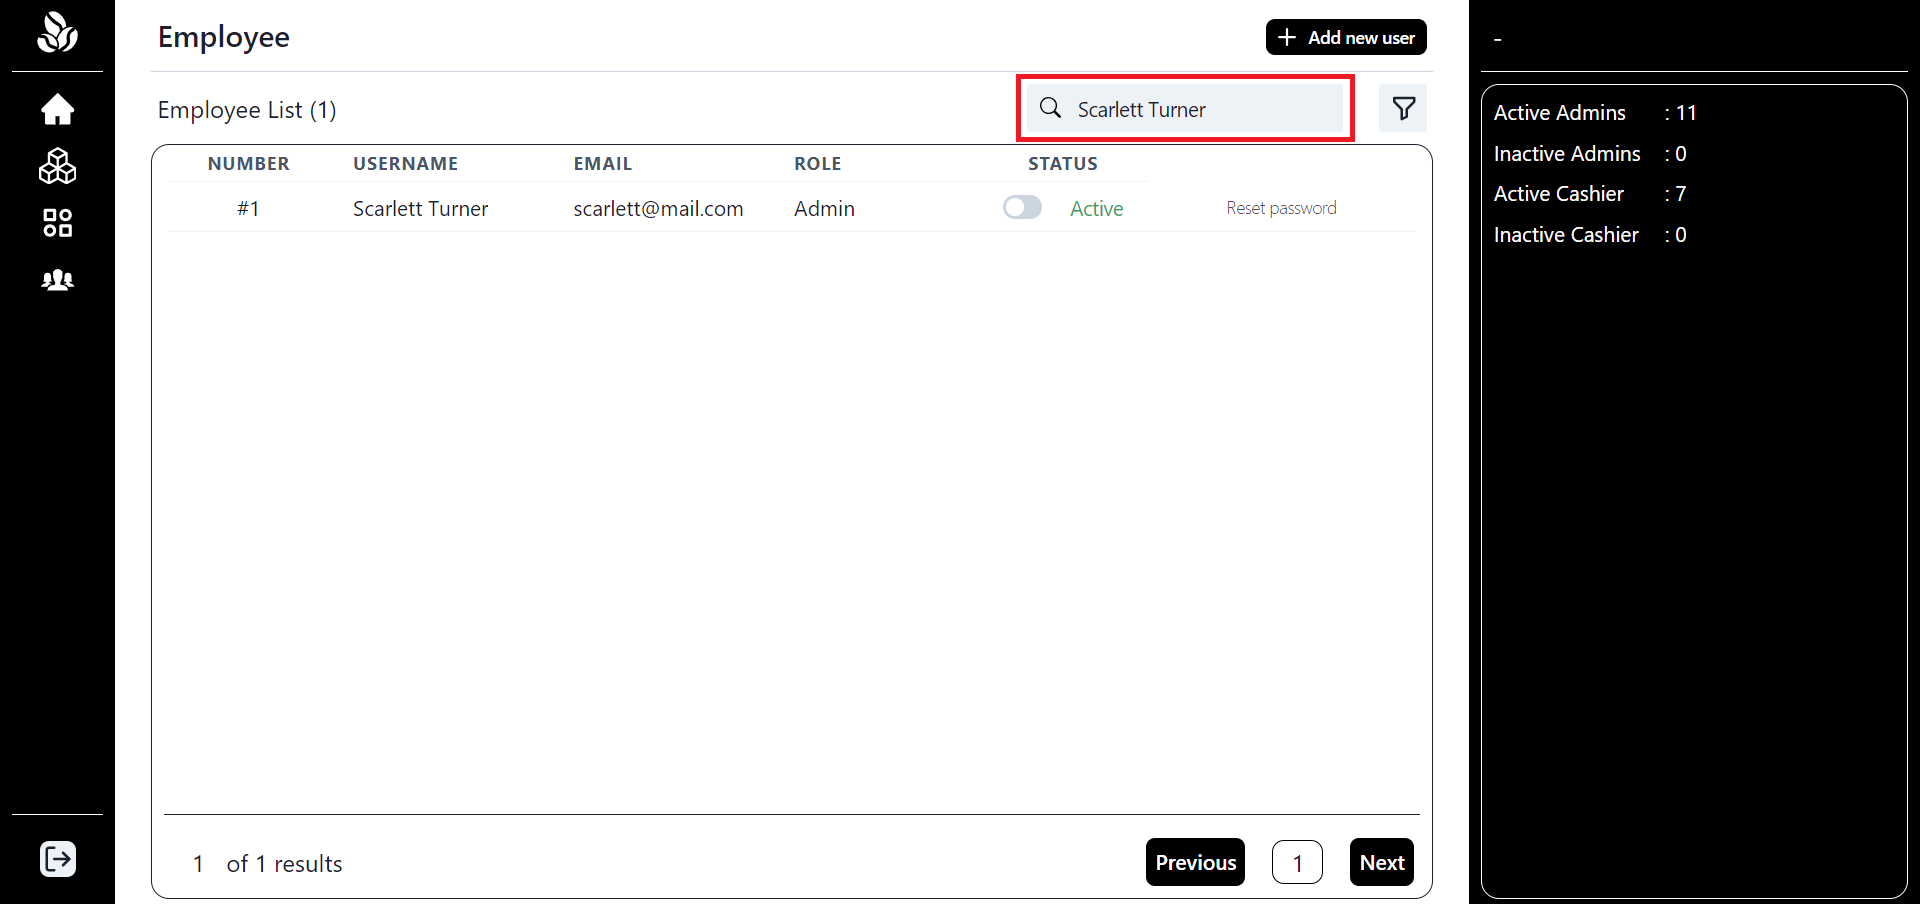 Employee
Add new user
Employee List (1)
Scarlett Turner
NUMBER USERNAME EMAIL ROLE STATUS
#1 Scarlett Turner scarlett@mail.com Admin Active Reset password
1 of 1 results
Previous 1 Next
-
Active Admins : 11
Inactive Admins : 0
Active Cashier : 7
Inactive Cashier : 0